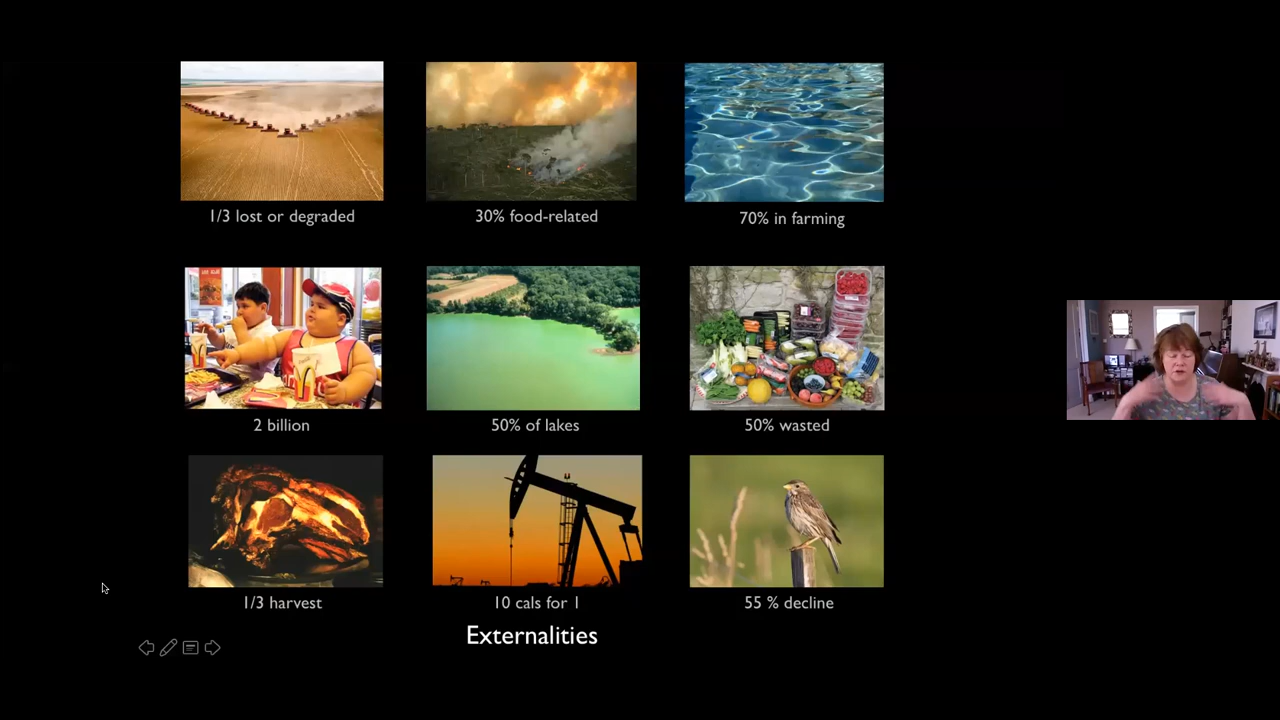 1/3 lost or degraded
30% food-related
70% in farming
2 billion
50% of lakes
50% wasted
1/3 harvest
10 cals for 1
55 % decline
Externalities